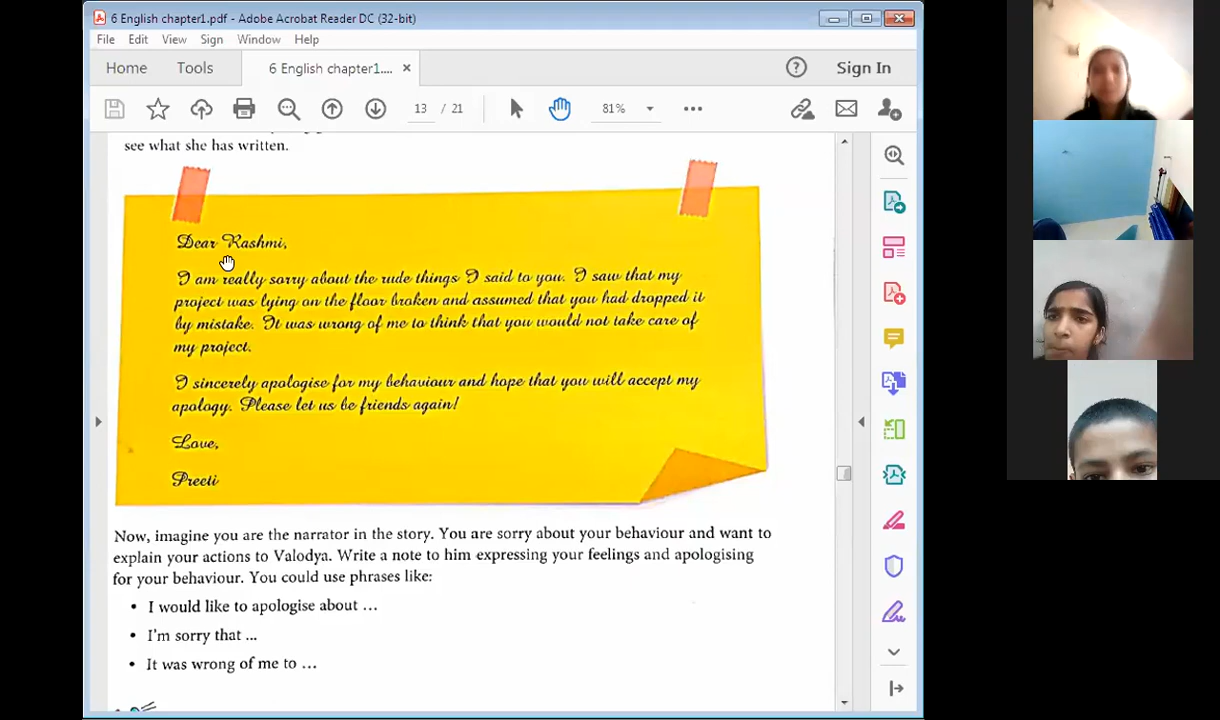 6 English chapter1.pdf - Adobe Acrobat Reader DC (32-bit)
File Edit View Sign Window Help
Home Tools 6 English chapter1.... × Sign In
13 / 21 81%
see what she has written.
Dear Rashmi,
I am really sorry about the rude things I said to you. I saw that my
project was lying on the floor broken and assumed that you had dropped it
by mistake. It was wrong of me to think that you would not take care of
my project.
I sincerely apologise for my behaviour and hope that you will accept my
apology. Please let us be friends again!
Love,
Preeti
Now, imagine you are the narrator in the story. You are sorry about your behaviour and want to
explain your actions to Valodya. Write a note to him expressing your feelings and apologising
for your behaviour. You could use phrases like:
• I would like to apologise about ...
• I'm sorry that ...
• It was wrong of me to ...